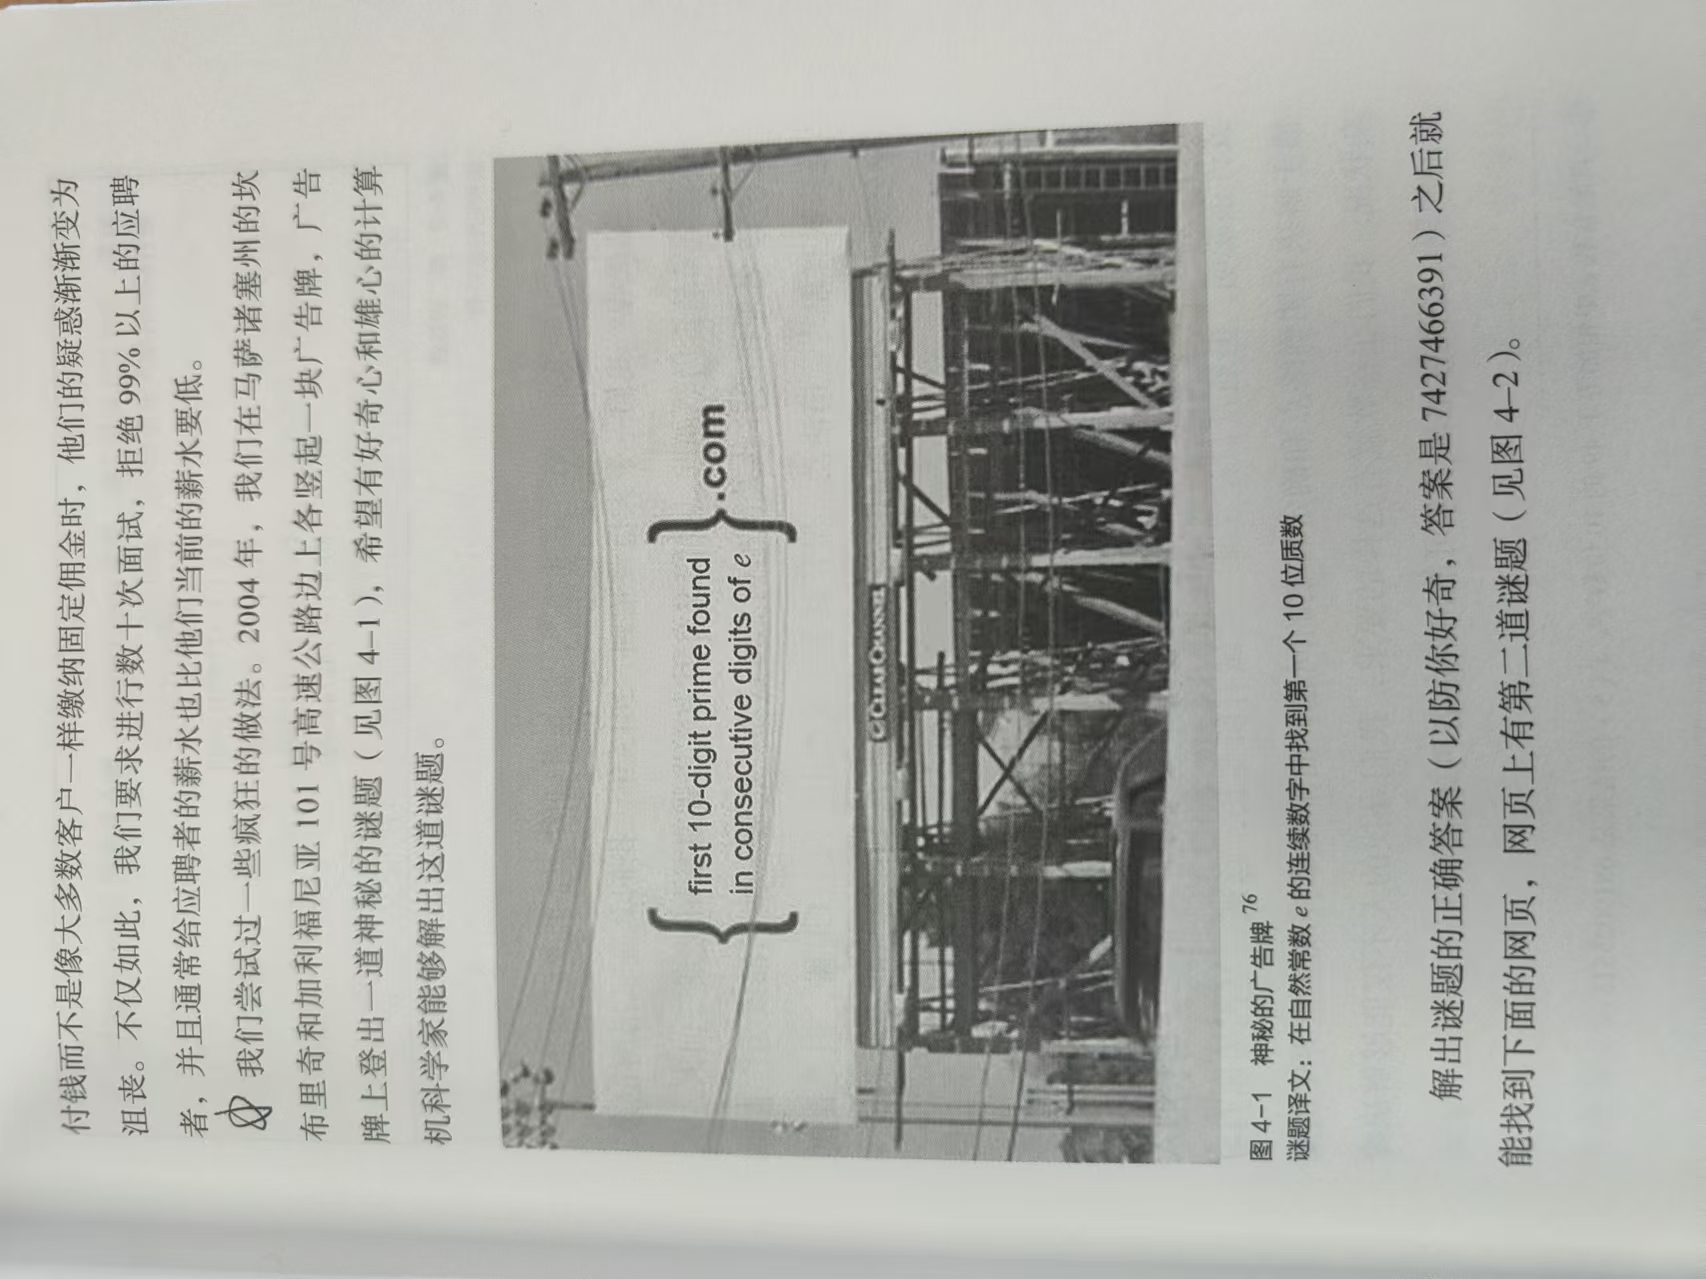 付钱而不是像大多数客户一样缴纳固定佣金时，他们的疑惑渐渐变为
沮丧。不仅如此，我们要求进行数十次面试，拒绝 99% 以上的应聘
者，并且通常给应聘者的薪水也比他们当前的薪水要低。
我们尝试过一些疯狂的做法。2004 年，我们在马萨诸塞州的坎
布里奇和加利福尼亚 101 号高速公路边上各竖起一块广告牌，广告
牌上登出一道神秘的谜题（见图 4–1），希望有好奇心和雄心的计算
机科学家能够解出这道谜题。
first 10-digit prime found
in consecutive digits of e
.com
CLEAR CHANNEL
图 4–1 神秘的广告牌76
谜题译文：在自然常数 e 的连续数字中找到第一个 10 位质数
解出谜题的正确答案（以防你好奇，答案是 7427466391）之后就
能找到下面的网页，网页上有第二道谜题（见图 4–2）。